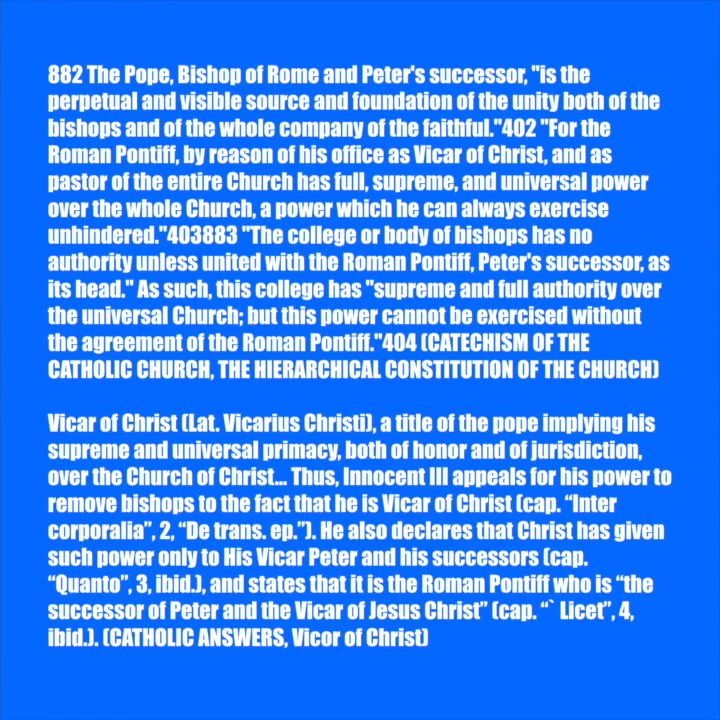 882 The Pope, Bishop of Rome and Peter's successor, "is the
perpetual and visible source and foundation of the unity both of the
bishops and of the whole company of the faithful."402 "For the
Roman Pontiff, by reason of his office as Vicar of Christ, and as
pastor of the entire Church has full, supreme, and universal power
over the whole Church, a power which he can always exercise
unhindered."403883 "The college or body of bishops has no
authority unless united with the Roman Pontiff, Peter's successor, as
its head." As such, this college has "supreme and full authority over
the universal Church; but this power cannot be exercised without
the agreement of the Roman Pontiff."404 (CATECHISM OF THE
CATHOLIC CHURCH, THE HIERARCHICAL CONSTITUTION OF THE CHURCH)
Vicar of Christ (Lat. Vicarius Christi), a title of the pope implying his
supreme and universal primacy, both of honor and of jurisdiction,
over the Church of Christ... Thus, Innocent III appeals for his power to
remove bishops to the fact that he is Vicar of Christ (cap. “Inter
corporalia”, 2, “De trans. ep.”). He also declares that Christ has given
such power only to His Vicar Peter and his successors (cap.
“Quanto”, 3, ibid.), and states that it is the Roman Pontiff who is “the
successor of Peter and the Vicar of Jesus Christ” (cap. “` Licet”, 4,
ibid.). (CATHOLIC ANSWERS, Vicor of Christ)